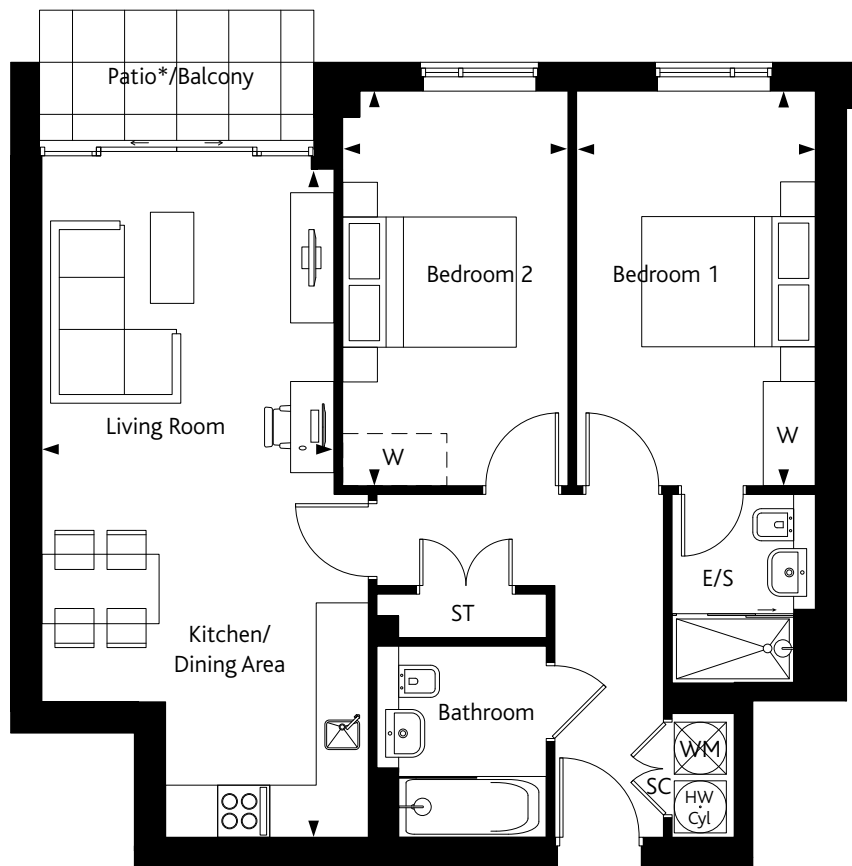 Patio*/Balcony
Bedroom 2
Bedroom 1
Living Room
W
W
E/S
ST
Kitchen/
Dining Area
Bathroom
WM
SC
HW
Cyl